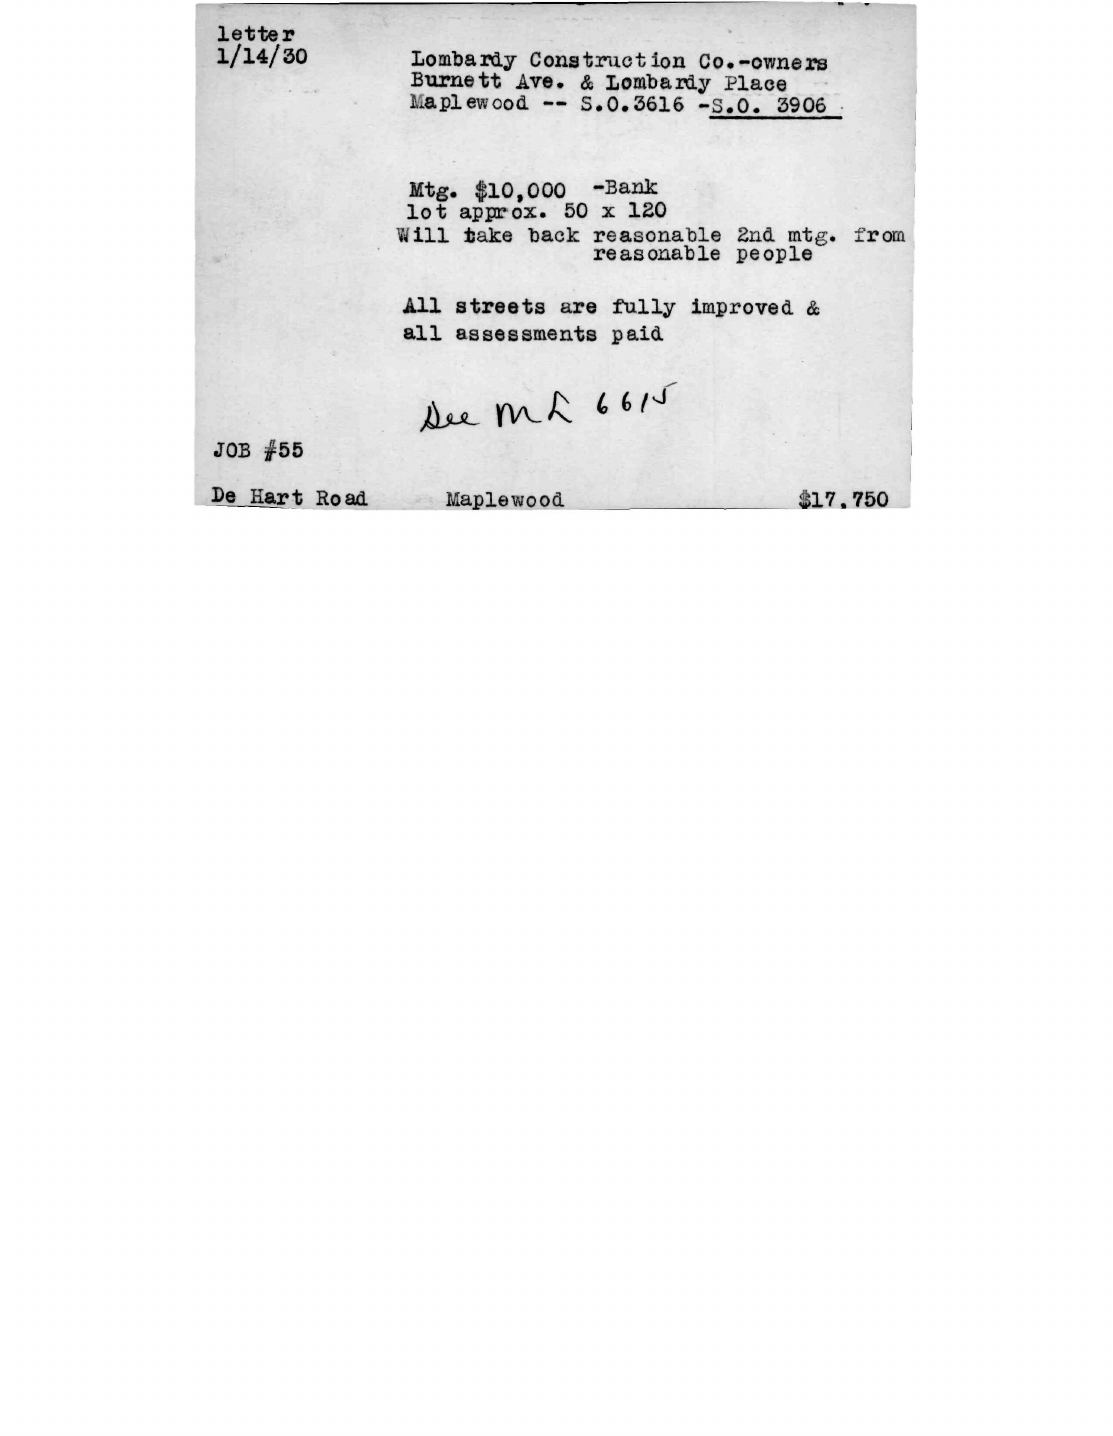 letter
1/14/30
Lombardy Construction Co.-owners
Burnett Ave. & Lombardy Place
Maplewood -- S.O.3616 -S.O. 3906
Mtg. $10,000 -Bank
lot approx. 50 x 120
Will take back reasonable 2nd mtg. from
reasonable people
All streets are fully improved &
all assessments paid
See ML 6615
JOB #55
De Hart Road Maplewood $17,750